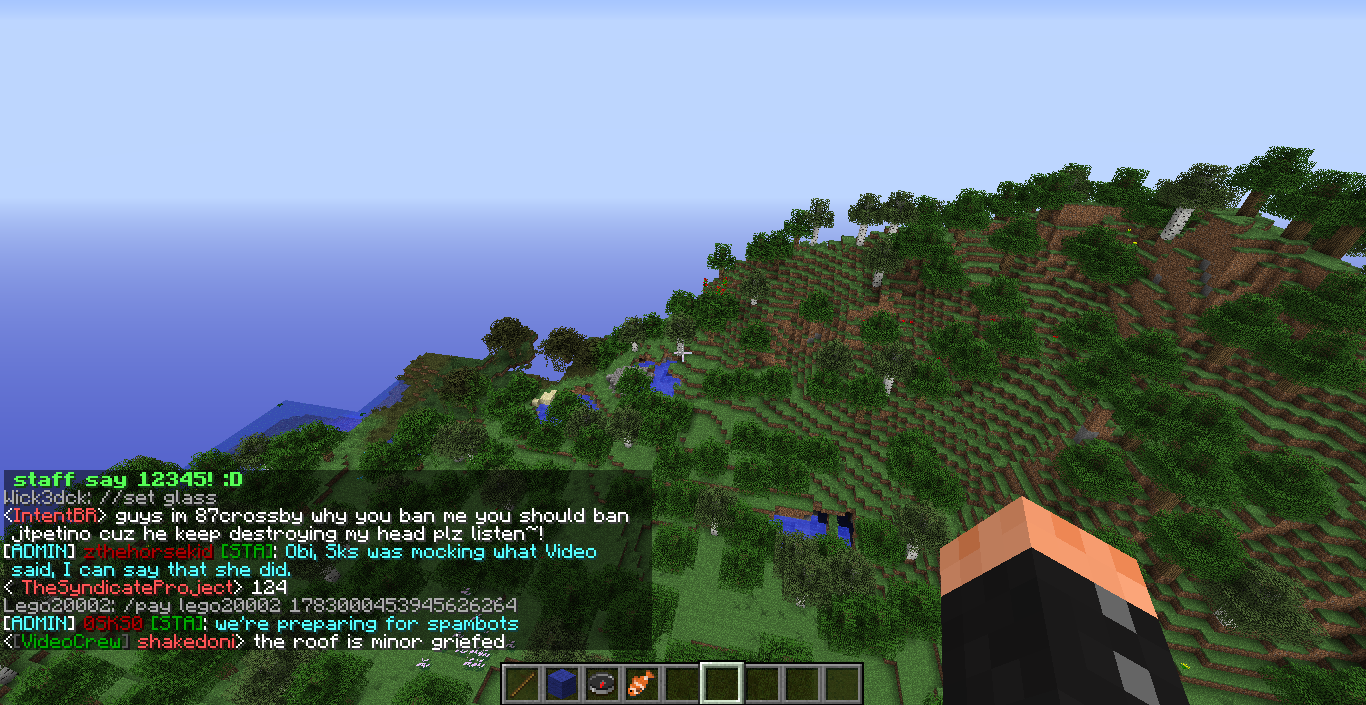 staff say 12345! :D
Wick3dck: //set glass
<IntentBR> guys im 87crossby why you ban me you should ban
jtpetino cuz he keep destroying my head plz listen~!
[ADMIN] zthehorsekid [STA]: Obi, Sks was mocking what Video
said, I can say that she did.
< TheSyndicateProject> 124
Lego20002: /pay lego20002 1783000453945626264
[ADMIN] 0SKS0 [STA]: we're preparing for spambots
<[VideoCrew] shakedoni> the roof is minor griefed